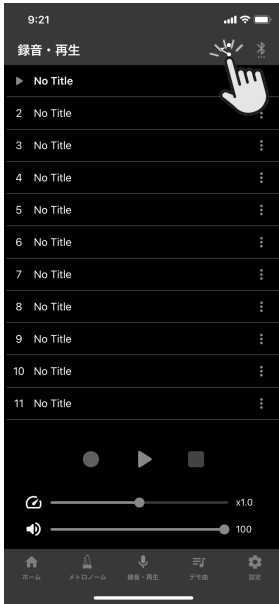 9:21
録音・再生
No Title
2 No Title
3 No Title
4 No Title
5 No Title
6 No Title
7 No Title
8 No Title
9 No Title
10 No Title
11 No Title
x1.0
100
ホーム メトロノーム 録音・再生 デモ曲 設定